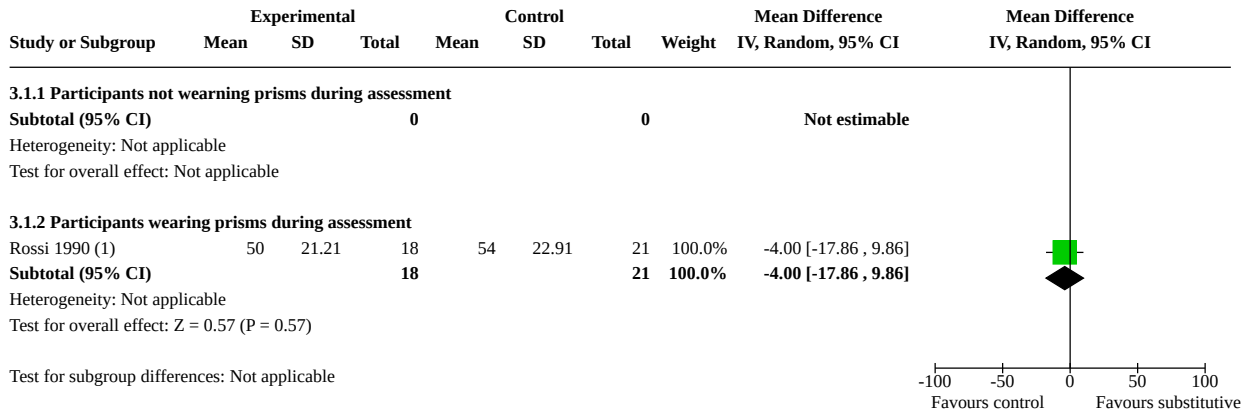 Experimental Control Mean Difference Mean Difference
Study or Subgroup Mean SD Total Mean SD Total Weight IV, Random, 95% CI IV, Random, 95% CI
3.1.1 Participants not wearning prisms during assessment
Subtotal (95% CI) 0 0 Not estimable
Heterogeneity: Not applicable
Test for overall effect: Not applicable
3.1.2 Participants wearing prisms during assessment
Rossi 1990 (1) 50 21.21 18 54 22.91 21 100.0% -4.00 [-17.86 , 9.86]
Subtotal (95% CI) 18 21 100.0% -4.00 [-17.86 , 9.86]
Heterogeneity: Not applicable
Test for overall effect: Z = 0.57 (P = 0.57)
Test for subgroup differences: Not applicable
-100 -50 0 50 100
Favours control Favours substitutive